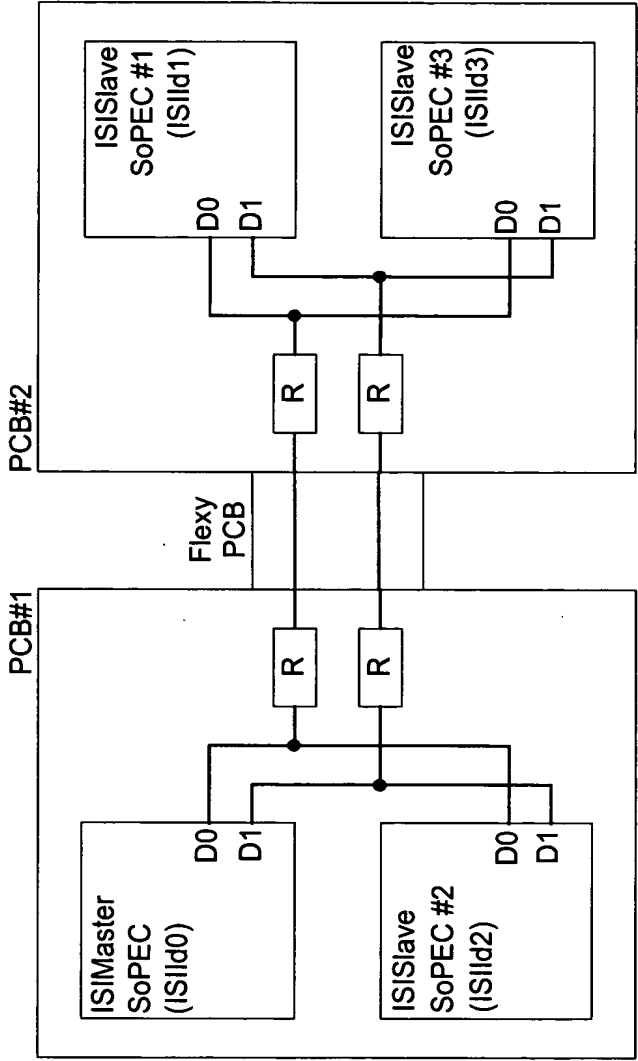 PCB#1
ISIMaster
SoPEC
(ISIId0)
D0
D1
ISISlave
SoPEC #2
(ISIId2)
D0
D1
R
R
Flexy
PCB
PCB#2
R
R
ISISlave
SoPEC #1
(ISIId1)
D0
D1
ISISlave
SoPEC #3
(ISIId3)
D0
D1